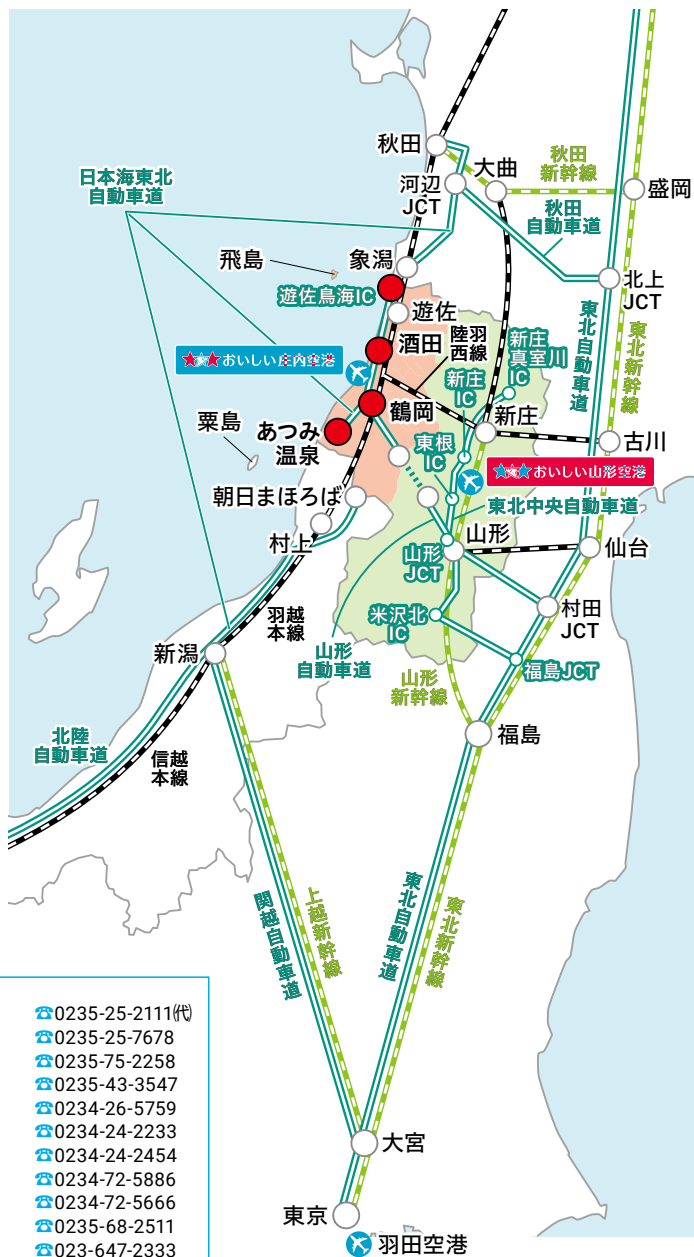 秋田
大曲
秋田
新幹線
盛岡
河辺
JCT
日本海東北
自動車道
秋田
自動車道
飛島
象潟
北上
JCT
遊佐鳥海IC
遊佐
東北自動車道
東北新幹線
酒田
陸羽
西線
新庄
真室川
IC
おいしい庄内空港
新庄
IC
鶴岡
新庄
古川
粟島
あつみ
温泉
東根
IC
おいしい山形空港
朝日まほろば
東北中央自動車道
村上
山形
仙台
山形
JCT
羽越
本線
米沢北
IC
村田
JCT
新潟
山形
自動車道
山形
新幹線
福島JCT
北陸
自動車道
信越
本線
福島
関越自動車道
上越新幹線
東北自動車道
東北新幹線
☎0235-25-2111㈹
☎0235-25-7678
☎0235-75-2258
☎0235-43-3547
☎0234-26-5759
☎0234-24-2233
☎0234-24-2454
☎0234-72-5886
☎0234-72-5666
☎0235-68-2511
☎023-647-2333
大宮
東京
羽田空港